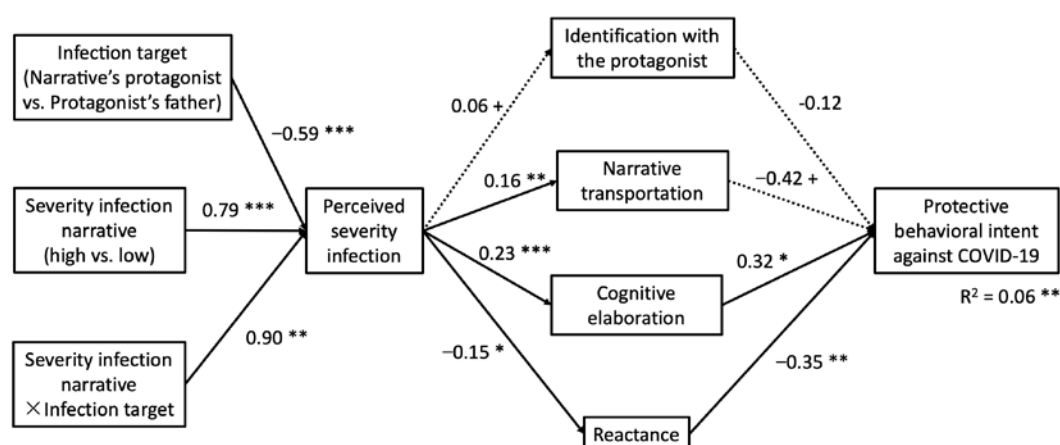 Infection target
(Narrative's protagonist
vs. Protagonist's father)
−0.59 ***
Severity infection
narrative
(high vs. low)
0.79 ***
Severity infection
narrative
×Infection target
0.90 **
Perceived
severity
infection
0.06 +
0.16 **
0.23 ***
−0.15 *
Identification with
the protagonist
Narrative
transportation
Cognitive
elaboration
Reactance
-0.12
−0.42 +
0.32 *
−0.35 **
Protective
behavioral intent
against COVID-19
R² = 0.06 **